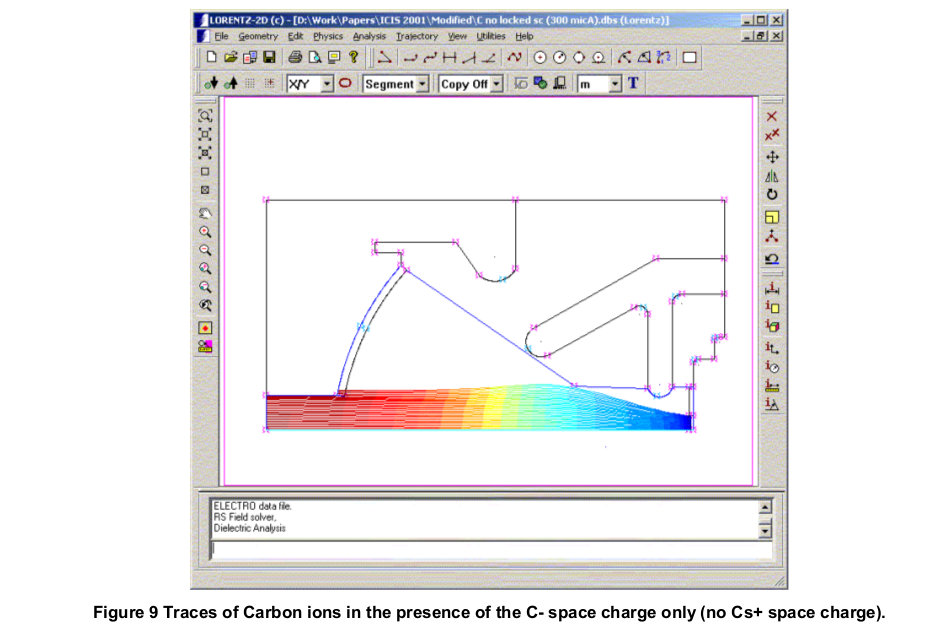 LORENTZ-2D (c) - [D:\Work\Papers\ICIS 2001\Modified\C no locked sc (300 micA).dbs (Lorentz)]
File Geometry Edit Physics Analysis Trajectory View Utilities Help
X/Y Segment Copy Off m T
ELECTRO data file.
RS Field solver,
Dielectric Analysis
Figure 9 Traces of Carbon ions in the presence of the C- space charge only (no Cs+ space charge).